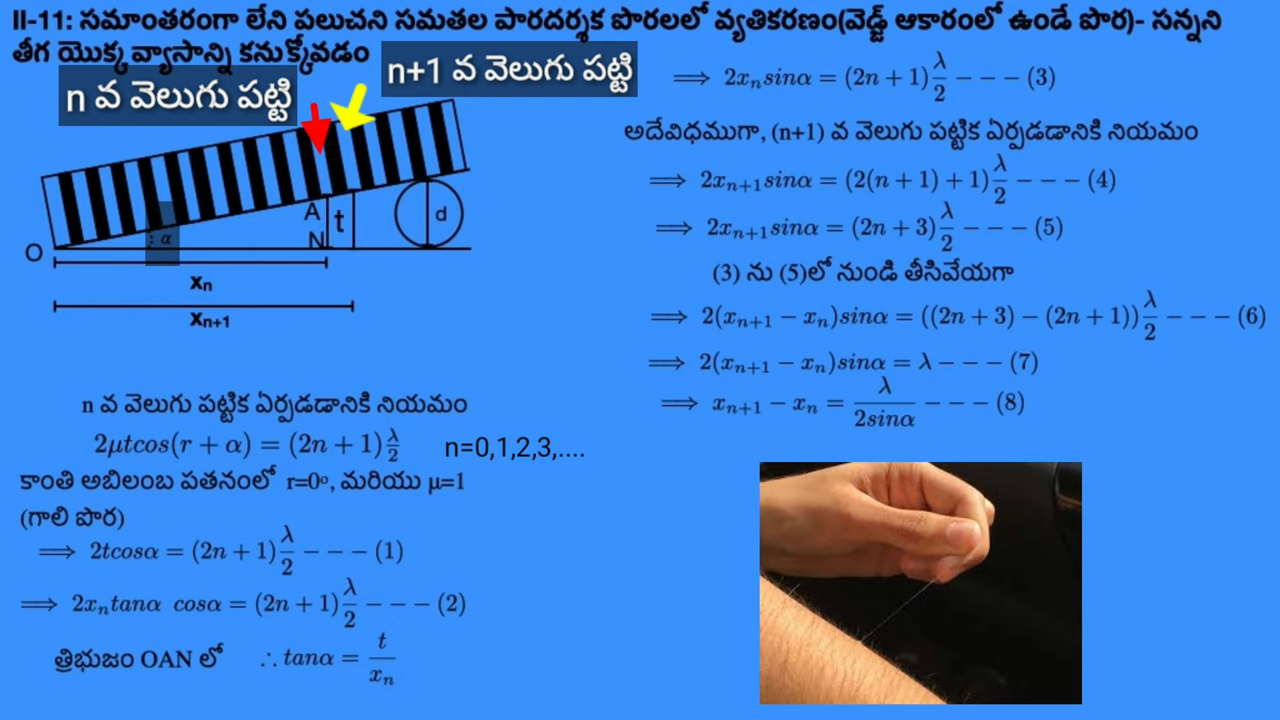 II-11: సమాంతరంగా లేని పలుచని సమతల పారదర్శక పొరలలో వ్యతికరణం(వెడ్జ్ ఆకారంలో ఉండే పొర)- సన్నని
తీగ యొక్క వ్యాసాన్ని కనుక్కోవడం
n వ వెలుగు పట్టి
n+1 వ వెలుగు పట్టి
A
t
d
α
N
O
xₙ
xₙ₊₁
n వ వెలుగు పట్టిక ఏర్పడడానికి నియమం
2μtcos(r + α) = (2n + 1)λ/2 n=0,1,2,3,....
కాంతి అబిలంబ పతనంలో r=0°, మరియు μ=1
(గాలి పొర)
⟹ 2tcosα = (2n + 1)λ/2 − − − (1)
⟹ 2xₙtanα cosα = (2n + 1)λ/2 − − − (2)
త్రిభుజం OAN లో ∴ tanα = t/xₙ
⟹ 2xₙsinα = (2n + 1)λ/2 − − − (3)
అదేవిధముగా, (n+1) వ వెలుగు పట్టిక ఏర్పడడానికి నియమం
⟹ 2xₙ₊₁sinα = (2(n + 1) + 1)λ/2 − − − (4)
⟹ 2xₙ₊₁sinα = (2n + 3)λ/2 − − − (5)
(3) ను (5)లో నుండి తీసివేయగా
⟹ 2(xₙ₊₁ − xₙ)sinα = ((2n + 3) − (2n + 1))λ/2 − − − (6)
⟹ 2(xₙ₊₁ − xₙ)sinα = λ − − − (7)
⟹ xₙ₊₁ − xₙ = λ/2sinα − − − (8)